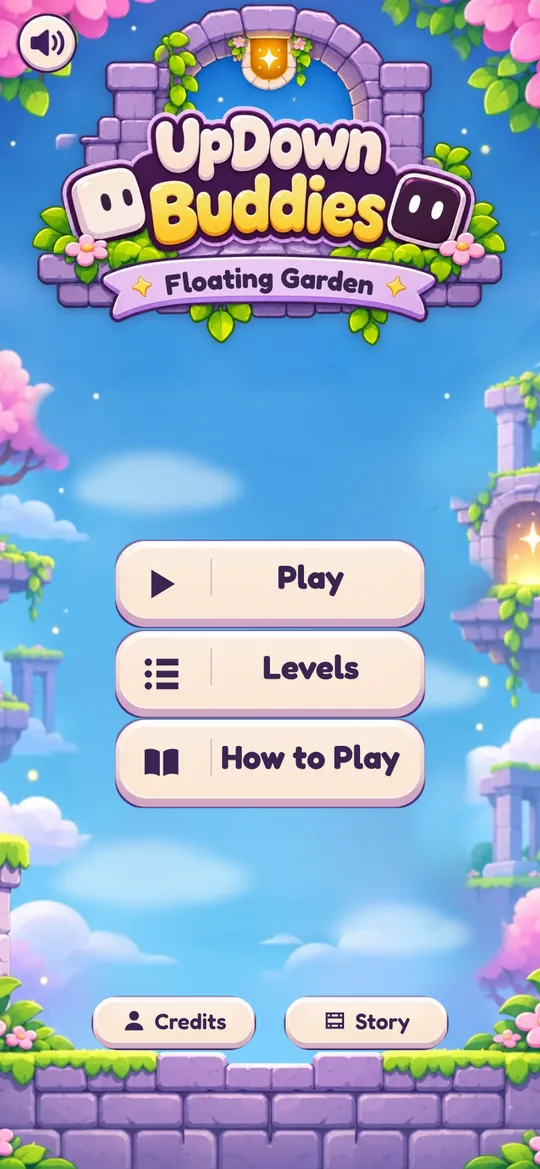 UpDown
Buddies
Floating Garden
Play
Levels
How to Play
Credits
Story